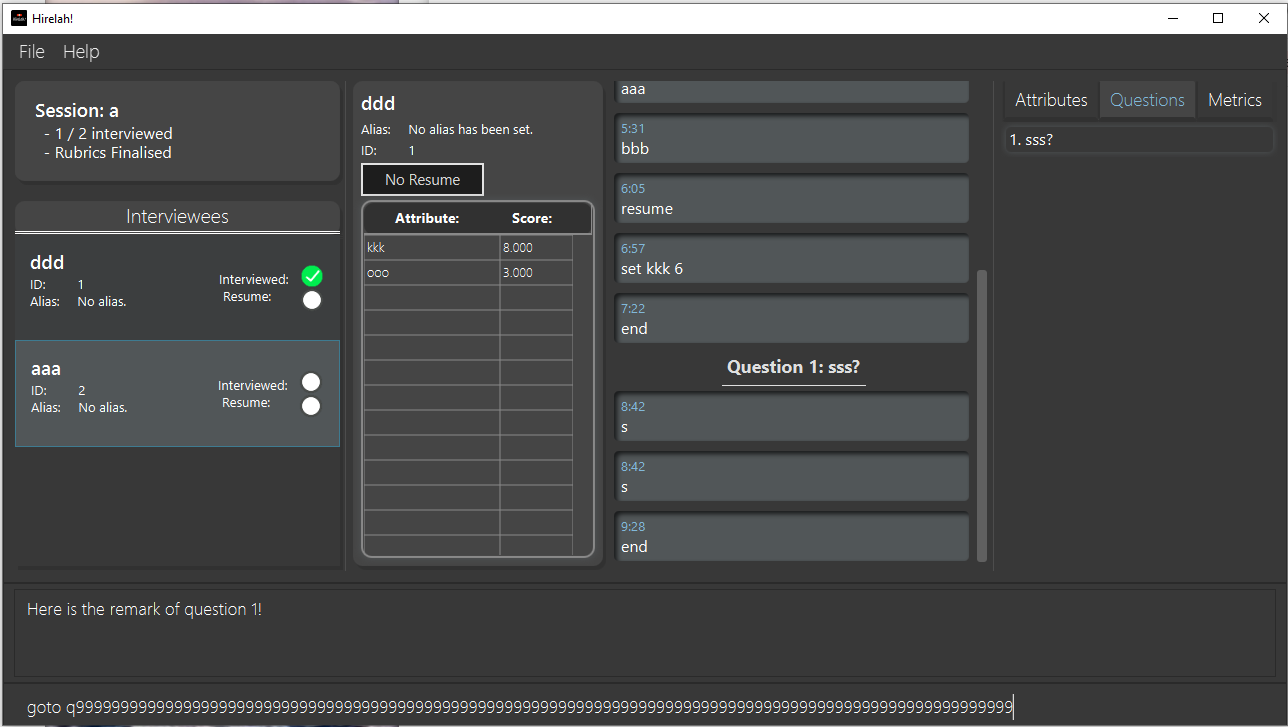 Hirelah!
File Help
Session: a
- 1 / 2 interviewed
- Rubrics Finalised
Interviewees
ddd
ID: 1
Alias: No alias.
Interviewed:
Resume:
aaa
ID: 2
Alias: No alias.
Interviewed:
Resume:
ddd
Alias: No alias has been set.
ID: 1
No Resume
Attribute: Score:
kkk 8.000
ooo 3.000
aaa
5:31
bbb
6:05
resume
6:57
set kkk 6
7:22
end
Question 1: sss?
8:42
s
8:42
s
9:28
end
Attributes Questions Metrics
1. sss?
Here is the remark of question 1!
goto